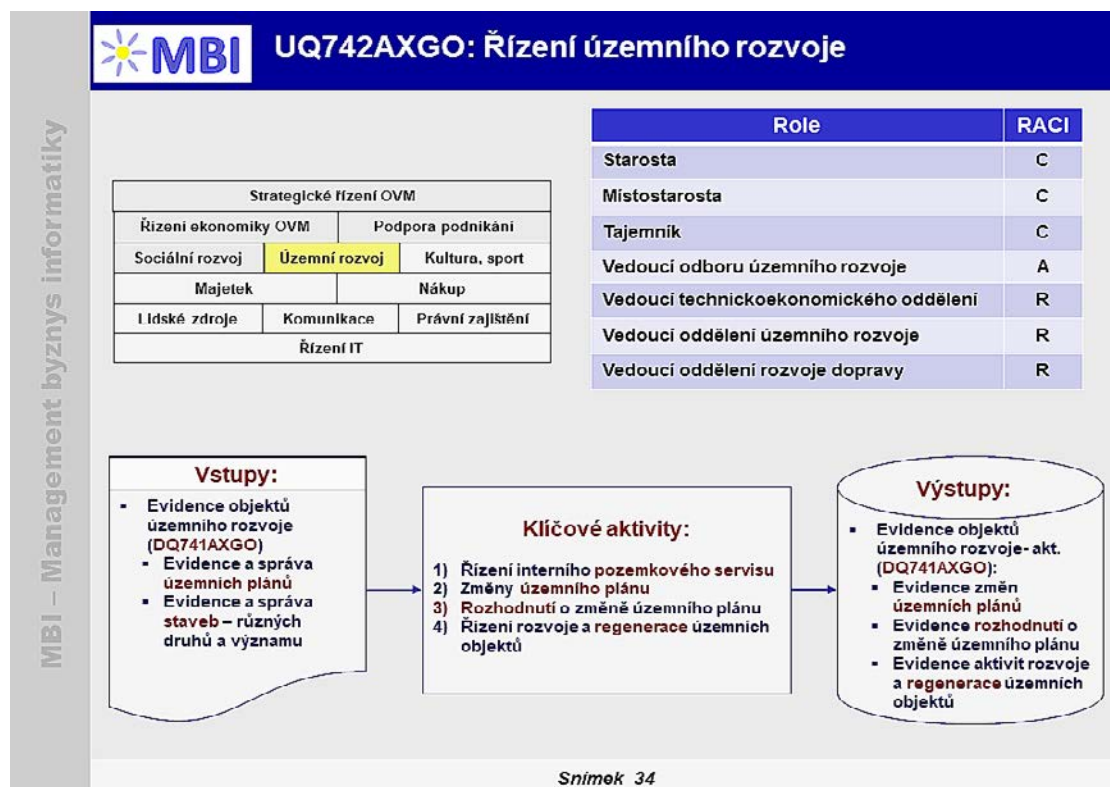 MBI
UQ742AXGO: Řízení územního rozvoje
MBI – Management byznys informatiky
Strategické řízení OVM
Řízení ekonomiky OVM
Podpora podnikání
Sociální rozvoj
Územní rozvoj
Kultura, sport
Majetek
Nákup
Lidské zdroje
Komunikace
Právní zajištění
Řízení IT
Role RACI
Starosta C
Místostarosta C
Tajemník C
Vedoucí odboru územního rozvoje A
Vedoucí technickoekonomického oddělení R
Vedoucí oddělení územního rozvoje R
Vedoucí oddělení rozvoje dopravy R
Vstupy:
▪ Evidence objektů
územního rozvoje
(DQ741AXGO)
▪ Evidence a správa
územních plánů
▪ Evidence a správa
staveb – různých
druhů a významu
Klíčové aktivity:
1) Řízení interního pozemkového servisu
2) Změny územního plánu
3) Rozhodnutí o změně územního plánu
4) Řízení rozvoje a regenerace územních
objektů
Výstupy:
▪ Evidence objektů
územního rozvoje- akt.
(DQ741AXGO):
▪ Evidence změn
územních plánů
▪ Evidence rozhodnutí o
změně územního plánu
▪ Evidence aktivit rozvoje
a regenerace územních
objektů
Snímek 34